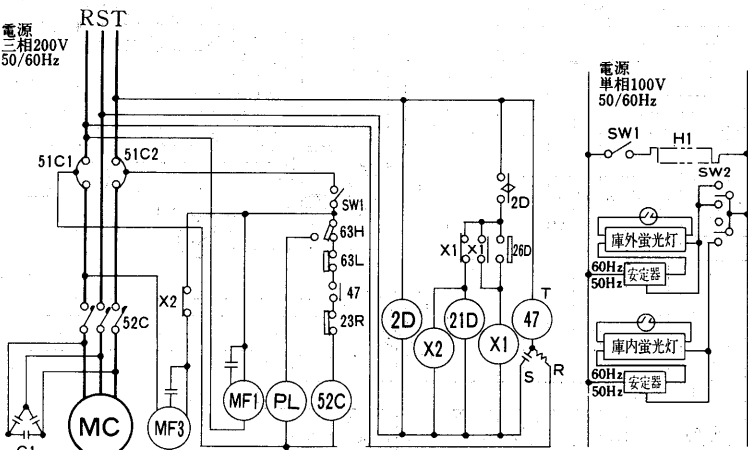 RST
電源
三相200V
50/60Hz
電源
単相100V
50/60Hz
51C1
51C2
SW1
H1
SW2
SW1
2D
63H
X1
X1
26D
庫外蛍光灯
63L
60Hz
50Hz
安定器
X2
47
T
52C
23R
2D
21D
47
X2
X1
庫内蛍光灯
S
R
60Hz
50Hz
安定器
MC
MF3
MF1
PL
52C